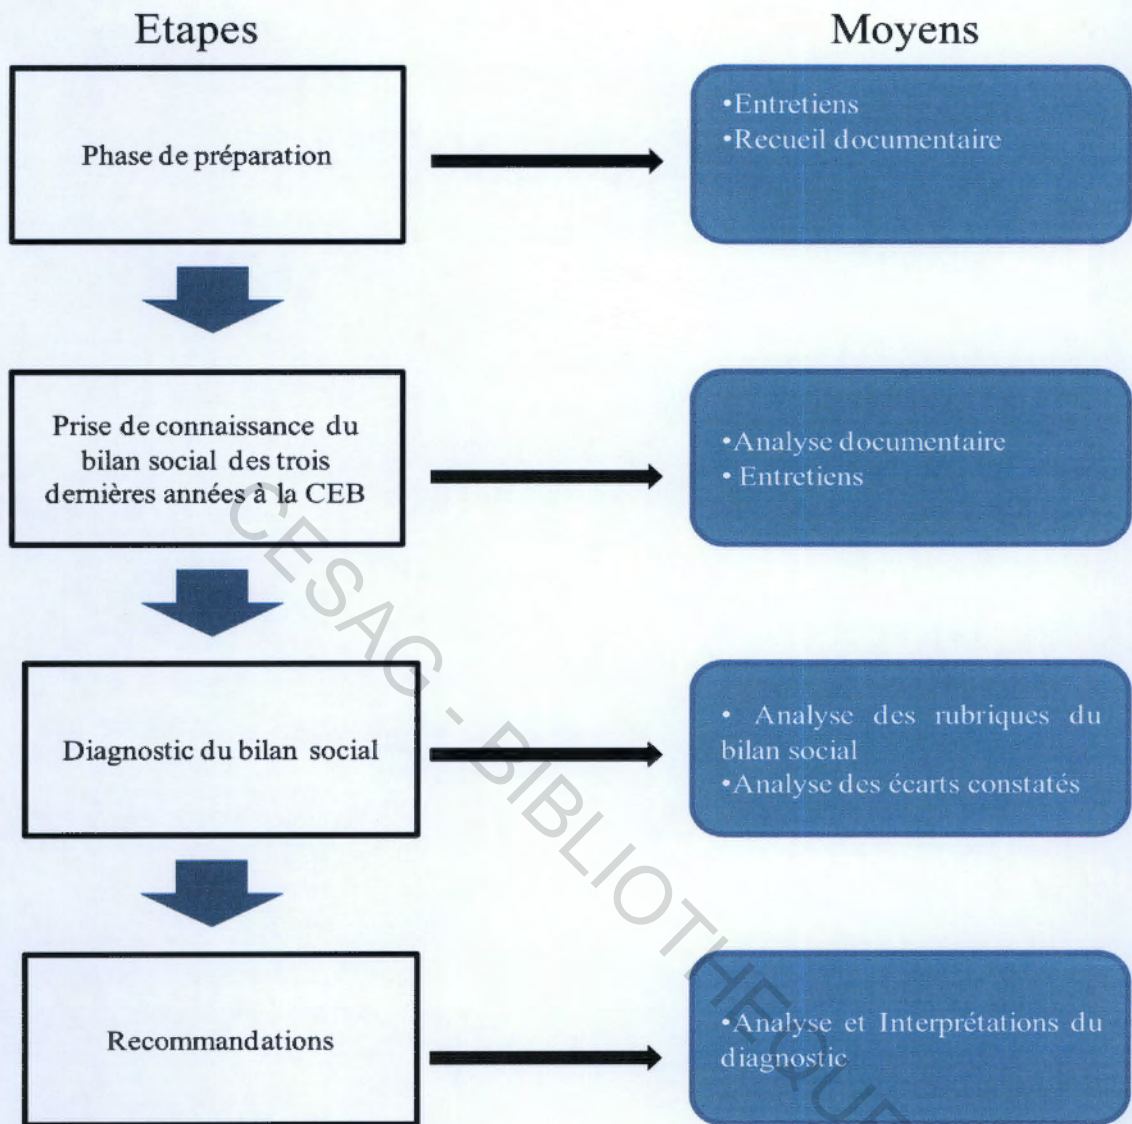 Etapes
Moyens
Phase de préparation
•Entretiens
•Recueil documentaire
Prise de connaissance du
bilan social des trois
dernières années à la CEB
•Analyse documentaire
• Entretiens
Diagnostic du bilan social
• Analyse des rubriques du
bilan social
•Analyse des écarts constatés
Recommandations
•Analyse et Interprétations du
diagnostic
CESAG - BIBLIOTHEQUE